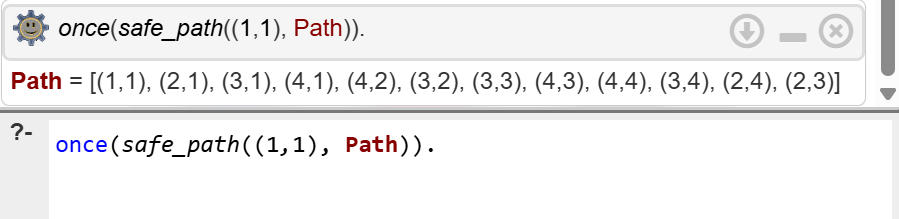 once(safe_path((1,1), Path)).
Path = [(1,1), (2,1), (3,1), (4,1), (4,2), (3,2), (3,3), (4,3), (4,4), (3,4), (2,4), (2,3)]
?- once(safe_path((1,1), Path)).